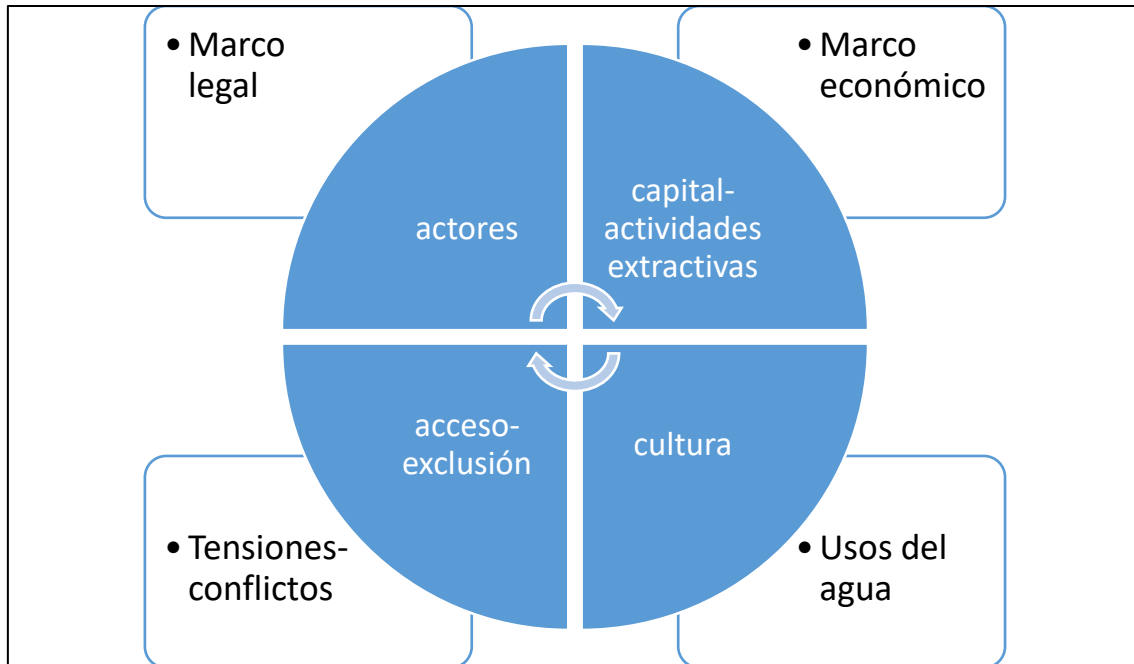 • Marco
legal
• Marco
económico
actores
capital-
actividades
extractivas
acceso-
exclusión
cultura
• Tensiones-
conflictos
• Usos del
agua